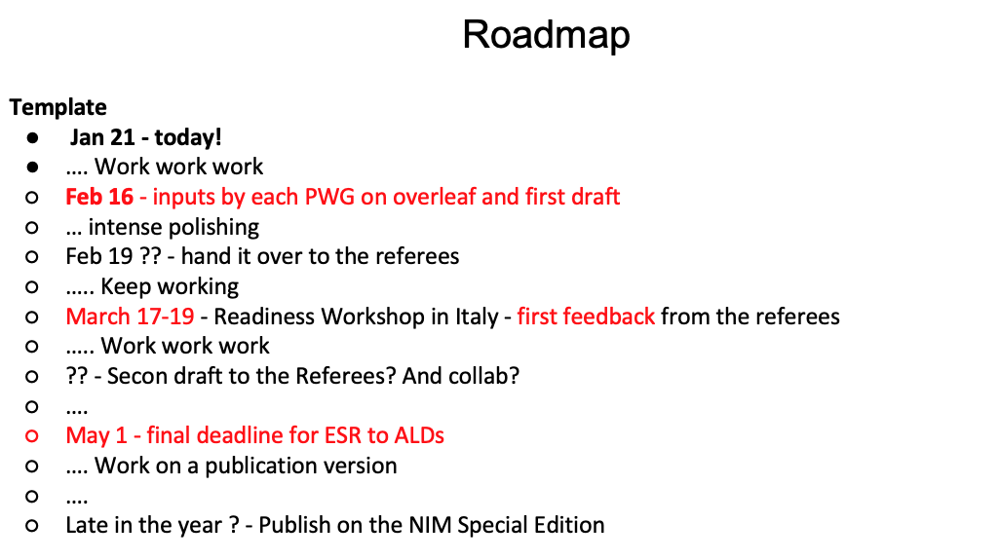 Roadmap
Template
● Jan 21 - today!
● .... Work work work
○ Feb 16 - inputs by each PWG on overleaf and first draft
○ ... intense polishing
○ Feb 19 ?? - hand it over to the referees
○ ..... Keep working
○ March 17-19 - Readiness Workshop in Italy - first feedback from the referees
○ ..... Work work work
○ ?? - Secon draft to the Referees? And collab?
○ ....
○ May 1 - final deadline for ESR to ALDs
○ .... Work on a publication version
○ ....
○ Late in the year ? - Publish on the NIM Special Edition